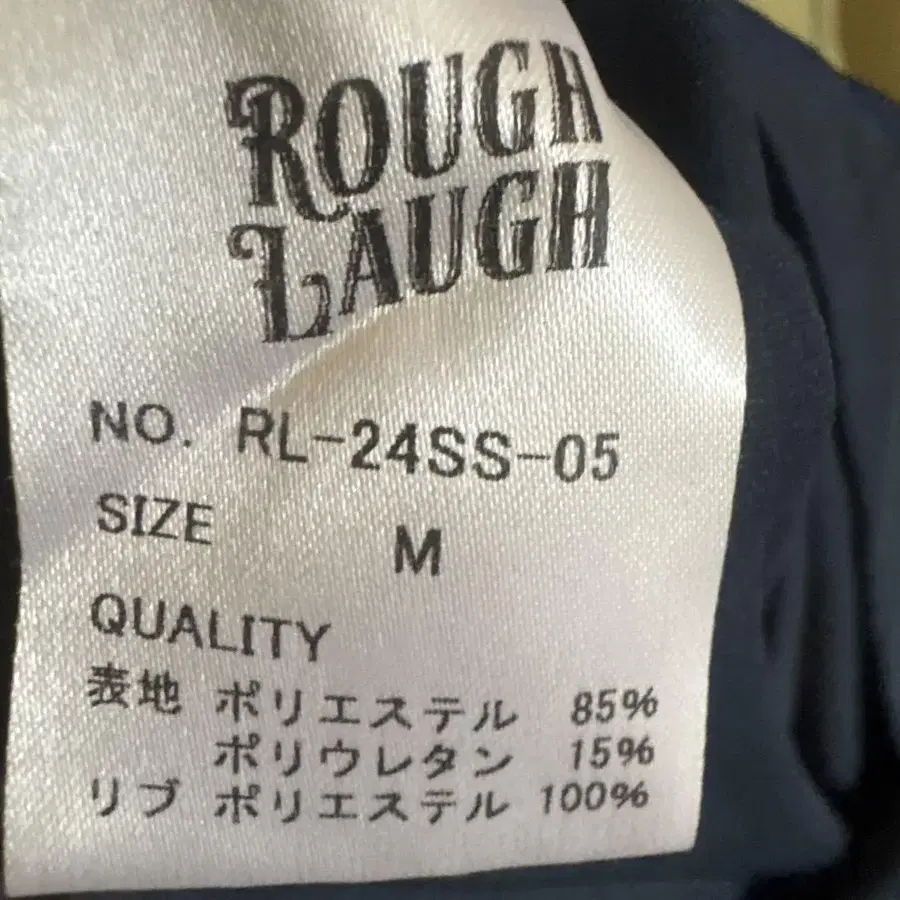 ROUGH
LAUGH
NO. RL-24SS-05
SIZE M
QUALITY
表地 ポリエステル 85%
ポリウレタン 15%
リブ ポリエステル 100%